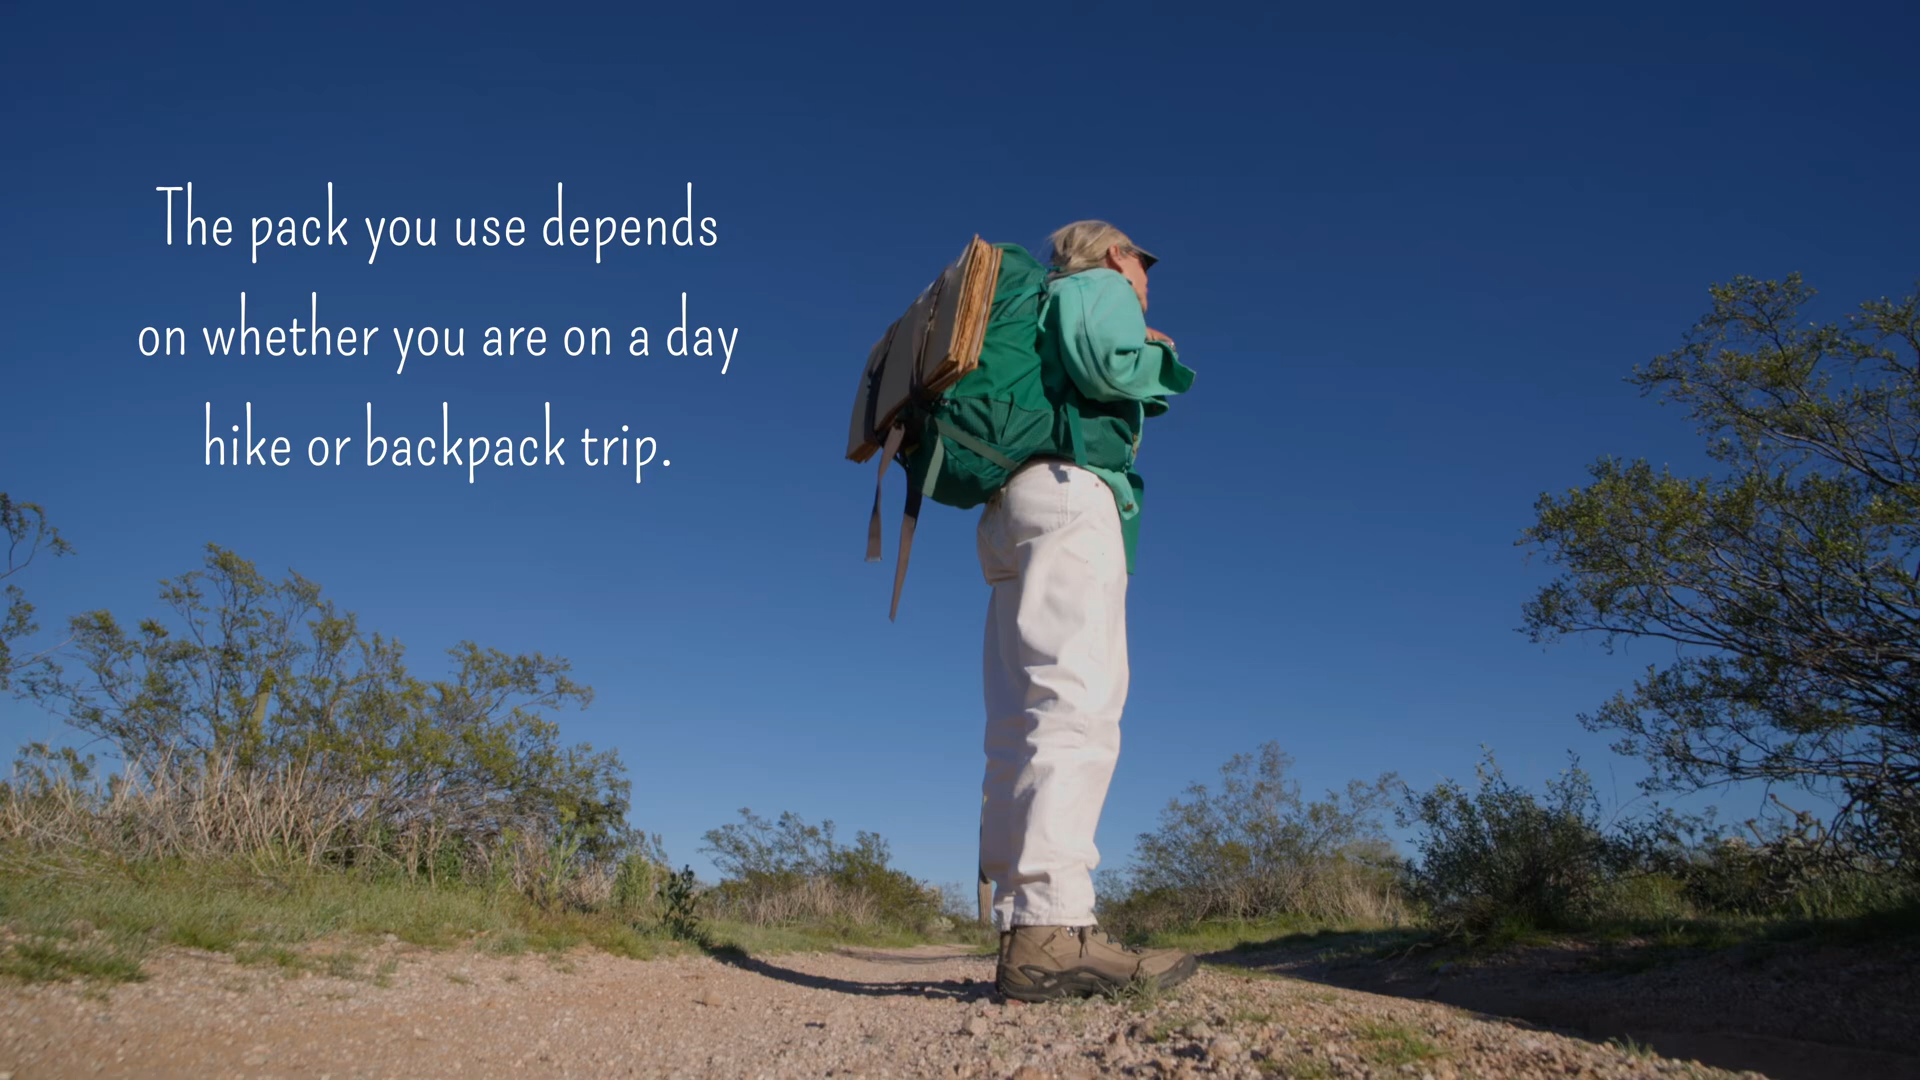 The pack you use depends
on whether you are on a day
hike or backpack trip.